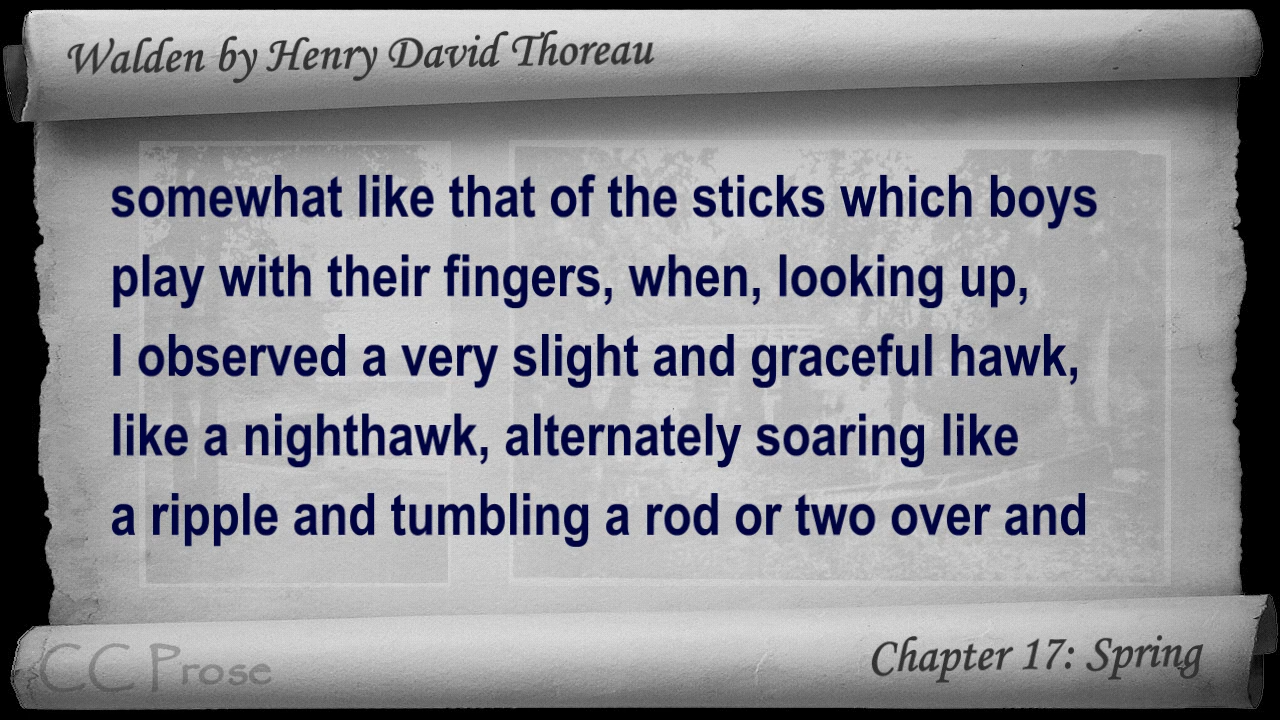 Walden by Henry David Thoreau
somewhat like that of the sticks which boys
play with their fingers, when, looking up,
I observed a very slight and graceful hawk,
like a nighthawk, alternately soaring like
a ripple and tumbling a rod or two over and
CC Prose
Chapter 17: Spring